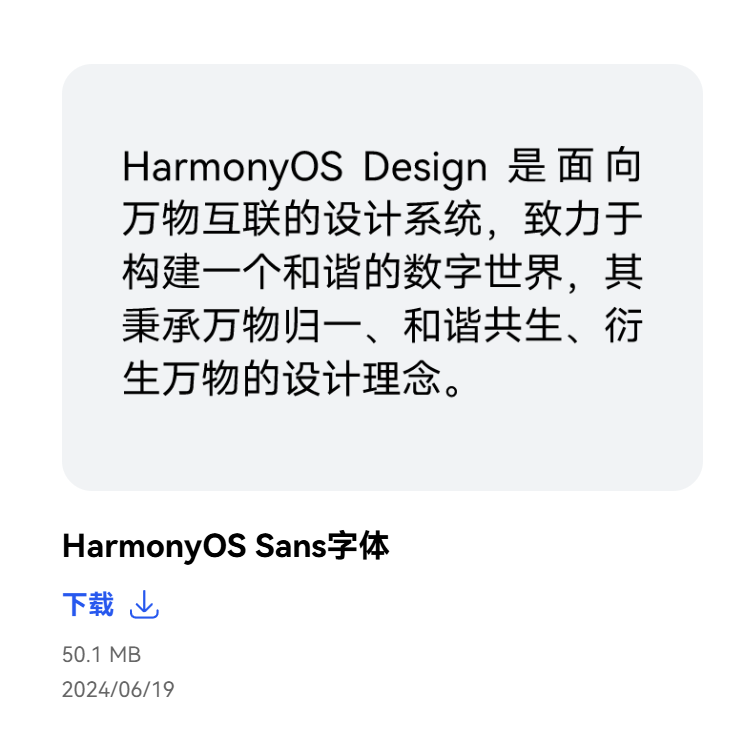 HarmonyOS Design 是面向
万物互联的设计系统，致力于
构建一个和谐的数字世界，其
秉承万物归一、和谐共生、衍
生万物的设计理念。
HarmonyOS Sans字体
下载
50.1 MB
2024/06/19